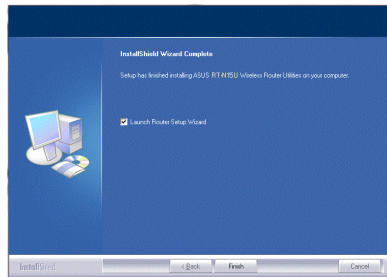 InstallShield Wizard Complete
Setup has finished installing ASUS RT-N15U Wireless Router Utilities on your computer.
Launch Router Setup Wizard
InstallShield
< Back Finish Cancel